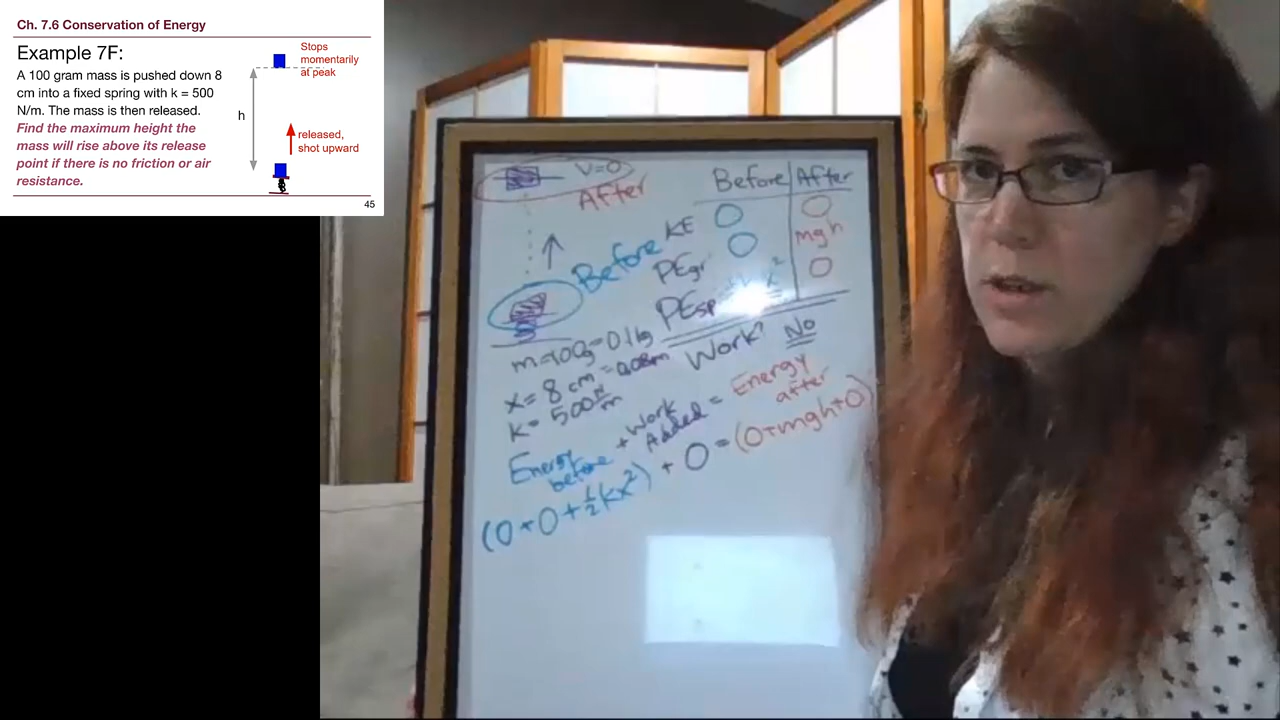 Ch. 7.6 Conservation of Energy
Example 7F:
A 100 gram mass is pushed down 8
cm into a fixed spring with k = 500
N/m. The mass is then released.
Find the maximum height the
mass will rise above its release
point if there is no friction or air
resistance.
Stops
momentarily
at peak
h
released,
shot upward
45
V=0
After
Before
Before After
KE 0 0
PEgr 0 mgh
PEsp x² 0
Work? No
m=100g=0.1kg
x= 8 cm = 0.08m
k= 500 N/m
Energy before + Work Added = Energy after
(0+0+½kx²) + 0 = (0+mgh+0)